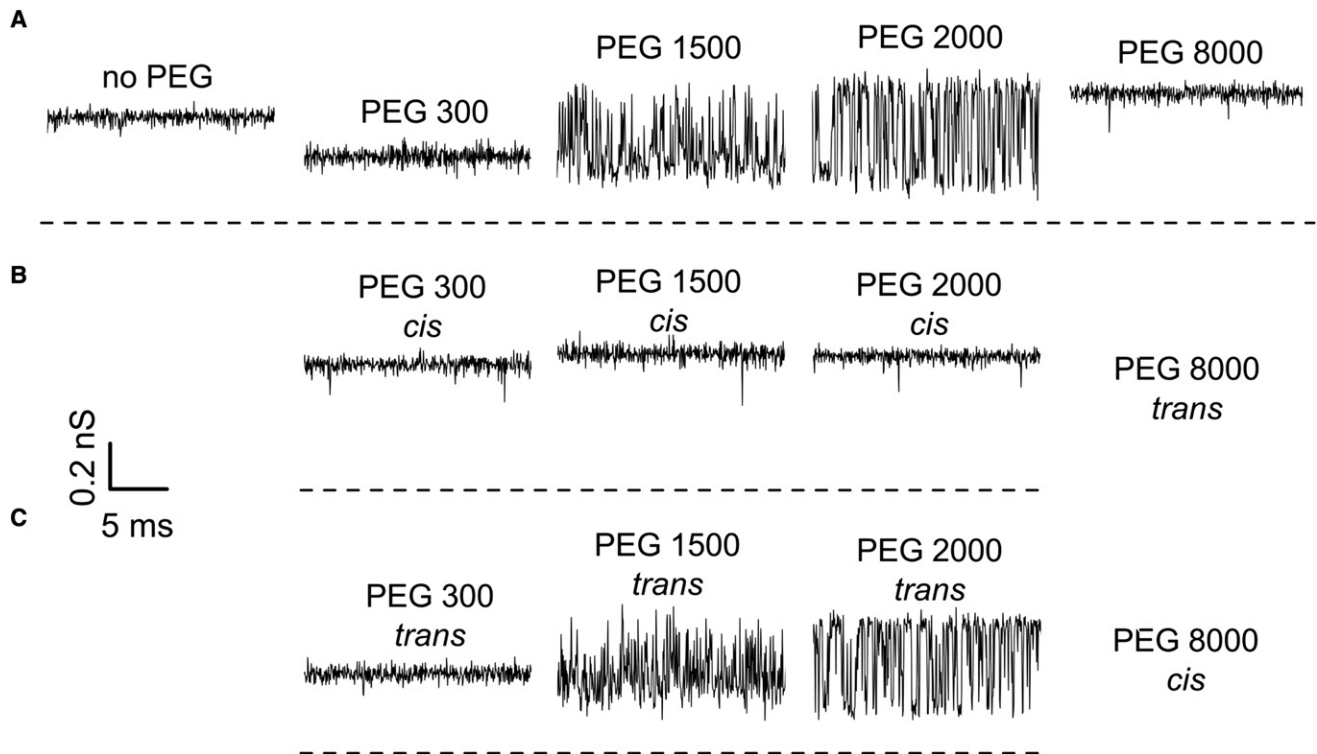 A
no PEG
PEG 300
PEG 1500
PEG 2000
PEG 8000
B
PEG 300
cis
PEG 1500
cis
PEG 2000
cis
PEG 8000
trans
0.2 nS
5 ms
C
PEG 300
trans
PEG 1500
trans
PEG 2000
trans
PEG 8000
cis